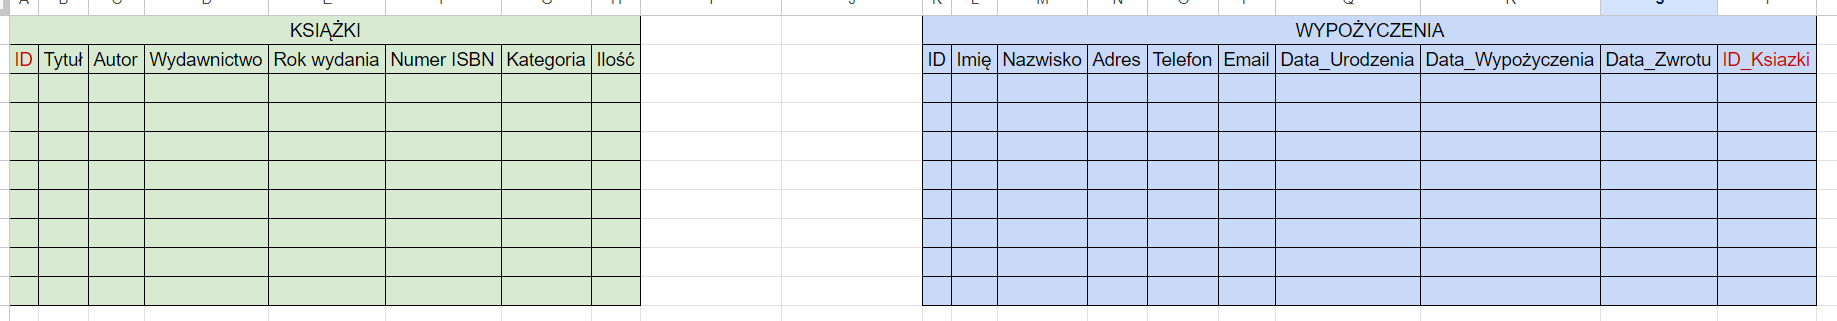 KSIĄŻKI
ID Tytuł Autor Wydawnictwo Rok wydania Numer ISBN Kategoria Ilość
WYPOŻYCZENIA
ID Imię Nazwisko Adres Telefon Email Data_Urodzenia Data_Wypożyczenia Data_Zwrotu ID_Ksiazki